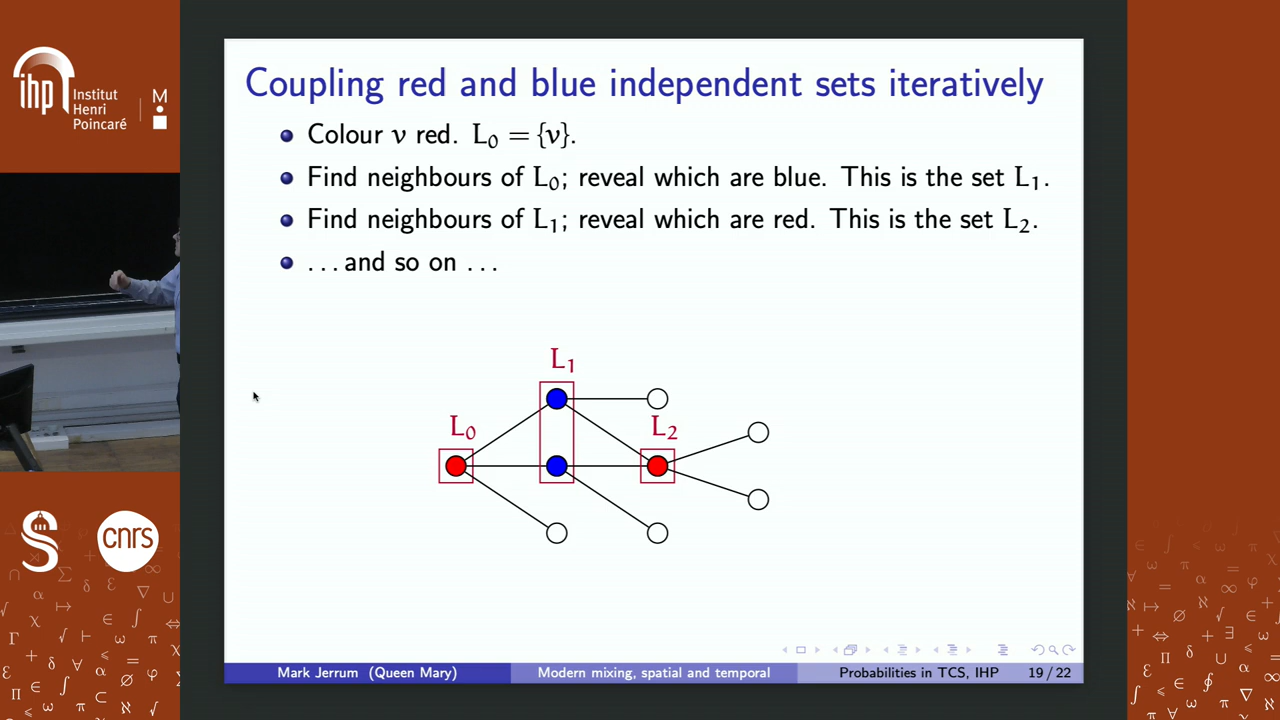 ihp
Institut
Henri
Poincaré
M
Coupling red and blue independent sets iteratively
Colour v red. L₀ = {v}.
Find neighbours of L₀; reveal which are blue. This is the set L₁.
Find neighbours of L₁; reveal which are red. This is the set L₂.
...and so on ...
L₁
L₀
L₂
S
cnrs
Mark Jerrum (Queen Mary)
Modern mixing, spatial and temporal
Probabilities in TCS, IHP
19 / 22